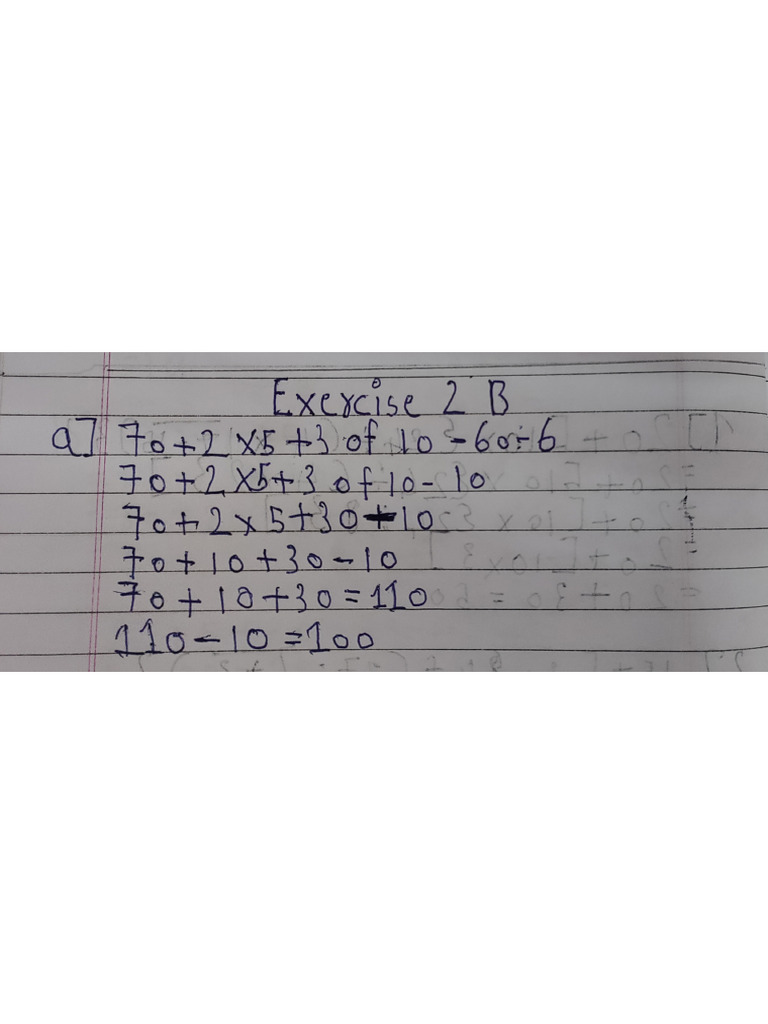 Exercise 2 B
a] 70+2×5+3 of 10-60÷6
70+2×5+3 of 10-10
70+2×5+30-10
70+10+30-10
70+10+30=110
110-10=100